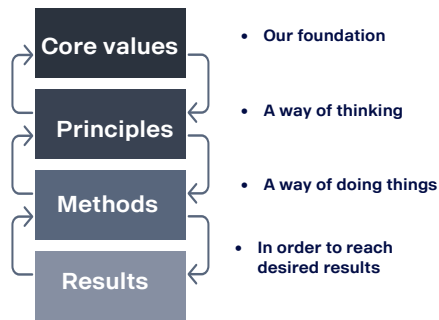 Core values
• Our foundation
Principles
• A way of thinking
Methods
• A way of doing things
Results
• In order to reach
desired results